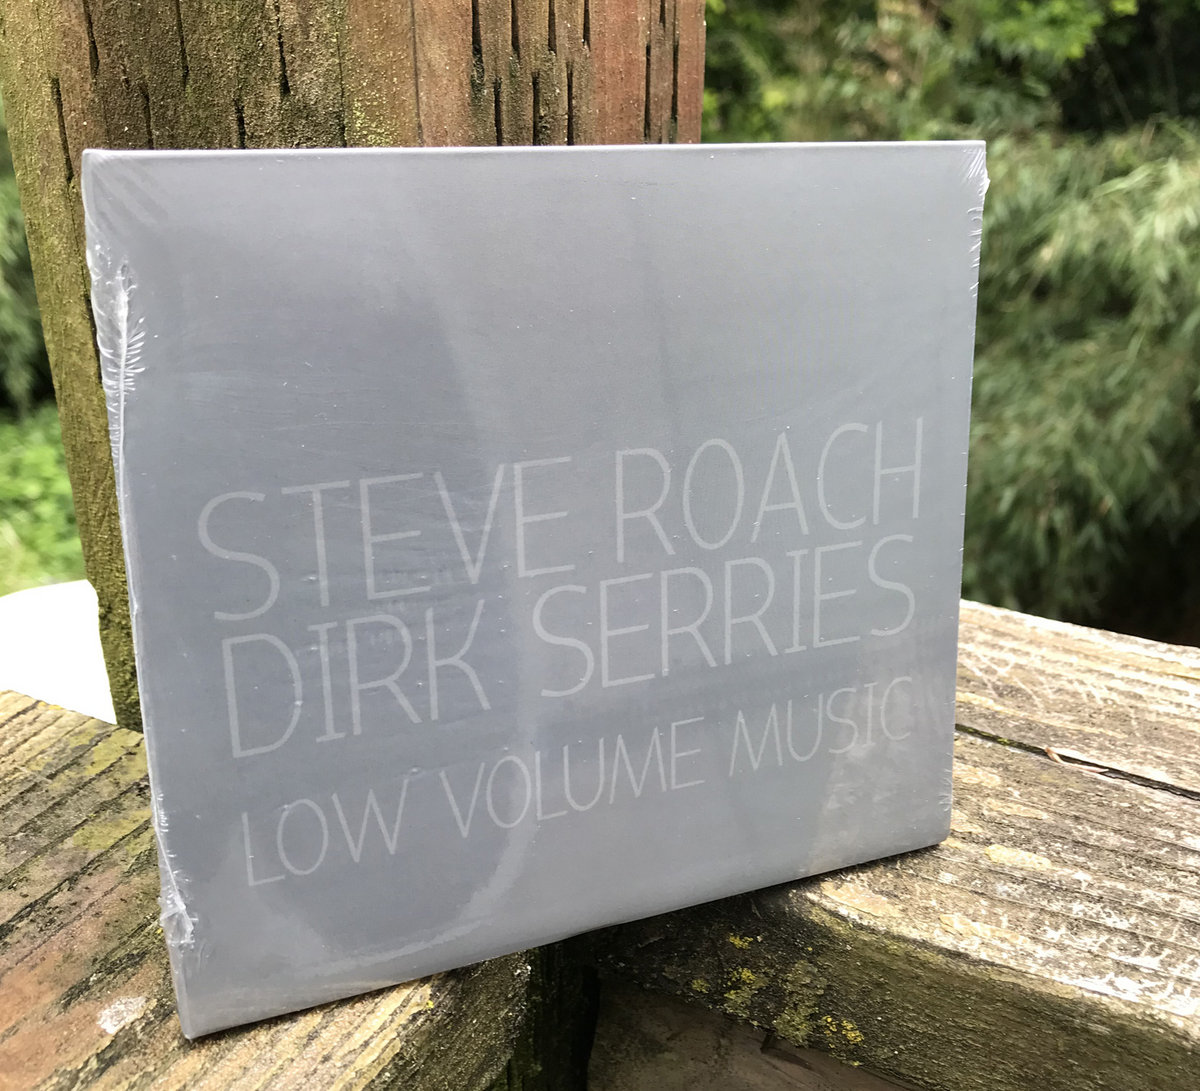 STEVE ROACH
DIRK SERRIES
LOW VOLUME MUSIC